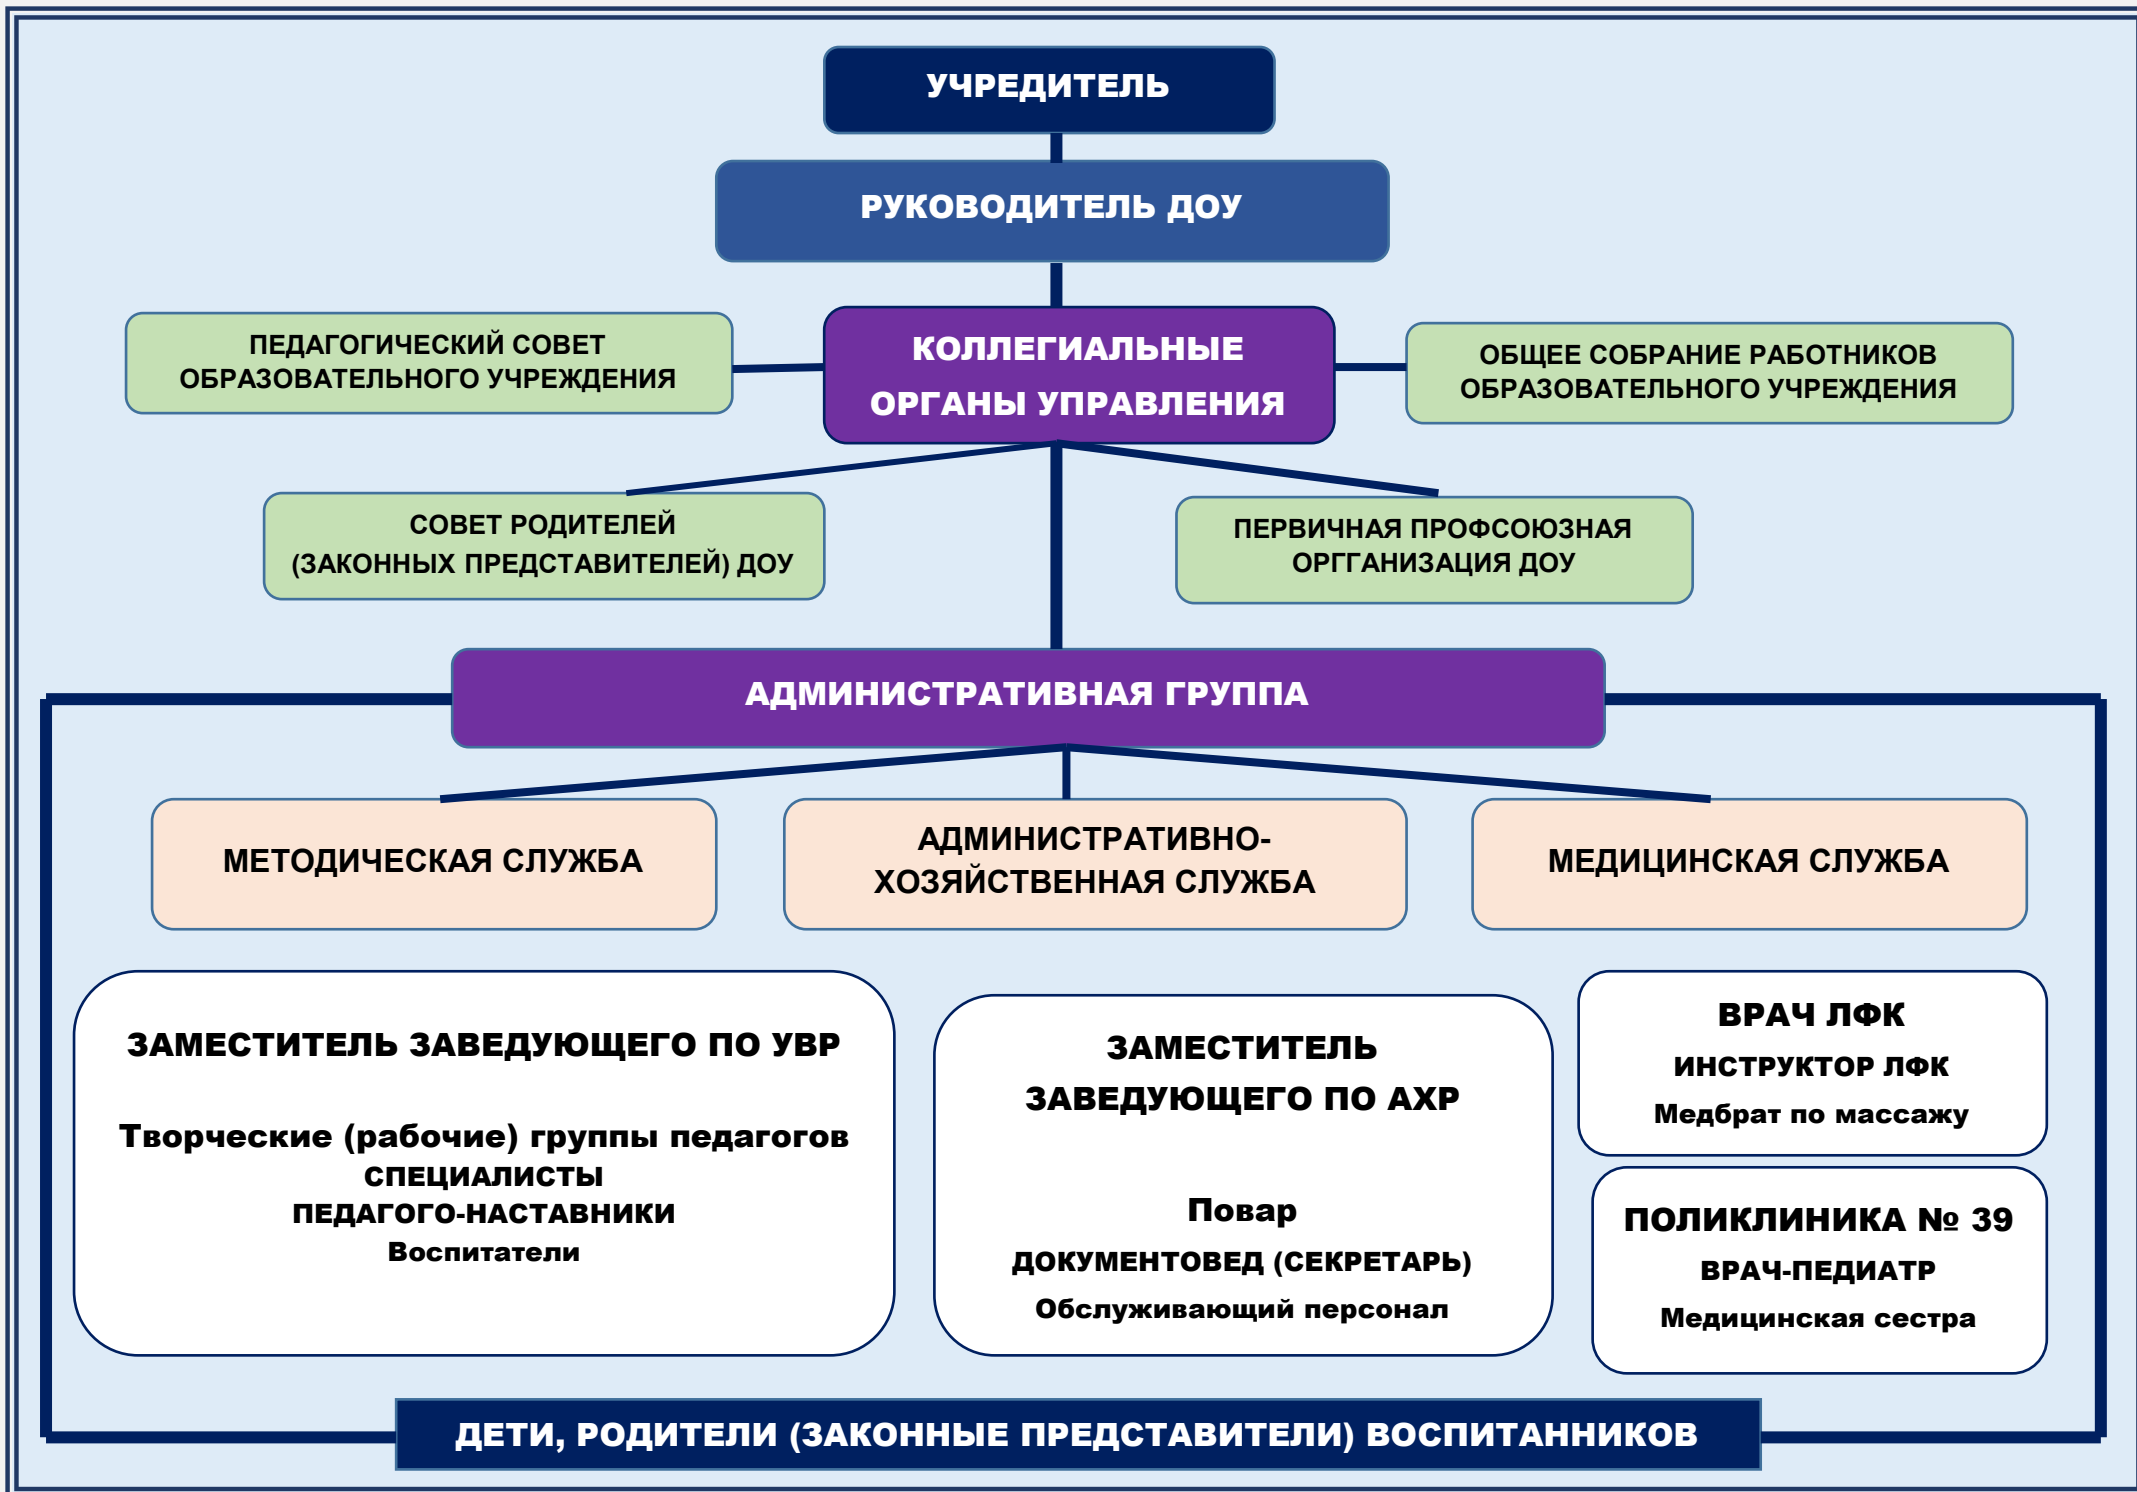 УЧРЕДИТЕЛЬ
РУКОВОДИТЕЛЬ ДОУ
КОЛЛЕГИАЛЬНЫЕ
ОРГАНЫ УПРАВЛЕНИЯ
ПЕДАГОГИЧЕСКИЙ СОВЕТ
ОБРАЗОВАТЕЛЬНОГО УЧРЕЖДЕНИЯ
ОБЩЕЕ СОБРАНИЕ РАБОТНИКОВ
ОБРАЗОВАТЕЛЬНОГО УЧРЕЖДЕНИЯ
СОВЕТ РОДИТЕЛЕЙ
(ЗАКОННЫХ ПРЕДСТАВИТЕЛЕЙ) ДОУ
ПЕРВИЧНАЯ ПРОФСОЮЗНАЯ
ОРГГАНИЗАЦИЯ ДОУ
АДМИНИСТРАТИВНАЯ ГРУППА
МЕТОДИЧЕСКАЯ СЛУЖБА
АДМИНИСТРАТИВНО-
ХОЗЯЙСТВЕННАЯ СЛУЖБА
МЕДИЦИНСКАЯ СЛУЖБА
ЗАМЕСТИТЕЛЬ ЗАВЕДУЮЩЕГО ПО УВР
Творческие (рабочие) группы педагогов
СПЕЦИАЛИСТЫ
ПЕДАГОГО-НАСТАВНИКИ
Воспитатели
ЗАМЕСТИТЕЛЬ
ЗАВЕДУЮЩЕГО ПО АХР
Повар
ДОКУМЕНТОВЕД (СЕКРЕТАРЬ)
Обслуживающий персонал
ВРАЧ ЛФК
ИНСТРУКТОР ЛФК
Медбрат по массажу
ПОЛИКЛИНИКА № 39
ВРАЧ-ПЕДИАТР
Медицинская сестра
ДЕТИ, РОДИТЕЛИ (ЗАКОННЫЕ ПРЕДСТАВИТЕЛИ) ВОСПИТАННИКОВ